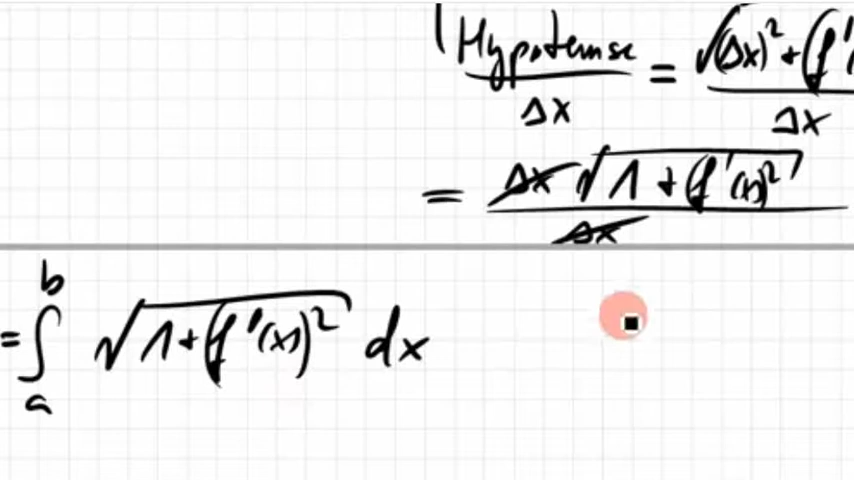 Hypotenuse / Δx = √(Δx)² + (f'
Δx
= Δx √1 + (f'(x))² / Δx
= ∫ₐᵇ √1 + (f'(x))² dx